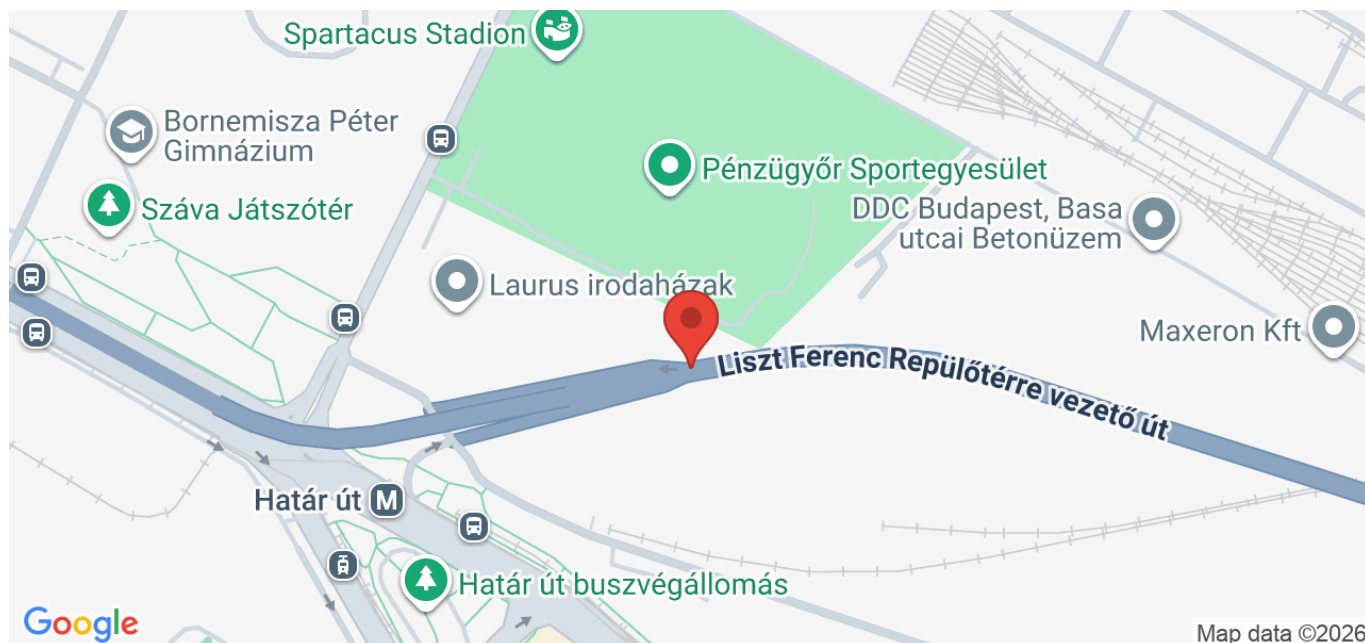 Spartacus Stadion
Bornemisza Péter
Gimnázium
Pénzügyőr Sportegyesület
Száva Játszótér
DDC Budapest, Basa
utcai Betonüzem
Laurus irodaházak
Maxeron Kft
Liszt Ferenc Repülőtérre vezető út
Határ út M
Határ út buszvégállomás
Google
Map data ©2026